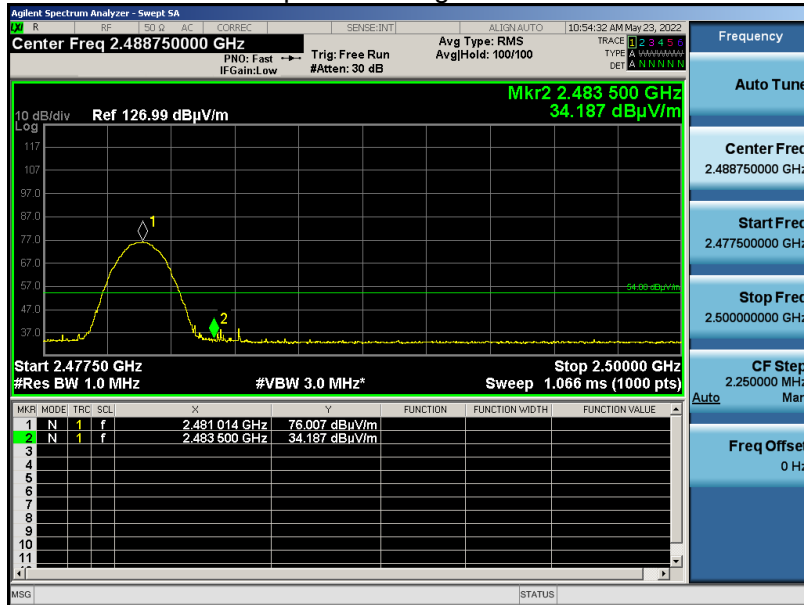 Agilent Spectrum Analyzer - Swept SA
LXI R RF 50 Ω AC CORREC SENSE:INT ALIGN AUTO 10:54:32 AM May 23, 2022
Center Freq 2.488750000 GHz
PNO: Fast
IFGain:Low
Trig: Free Run
#Atten: 30 dB
Avg Type: RMS
Avg|Hold: 100/100
TRACE 1 2 3 4 5 6
TYPE A
DET A N N N N N
Mkr2 2.483 500 GHz
34.187 dBµV/m
10 dB/div Ref 126.99 dBµV/m
Log
117
107
97.0
87.0
77.0
67.0
57.0
47.0
37.0
1
2
54.00 dBµV/m
Start 2.47750 GHz Stop 2.50000 GHz
#Res BW 1.0 MHz #VBW 3.0 MHz* Sweep 1.066 ms (1000 pts)
MKR MODE TRC SCL X Y FUNCTION FUNCTION WIDTH FUNCTION VALUE
1 N 1 f 2.481 014 GHz 76.007 dBµV/m
2 N 1 f 2.483 500 GHz 34.187 dBµV/m
3
4
5
6
7
8
9
10
11
MSG STATUS
Frequency
Auto Tune
Center Freq
2.488750000 GHz
Start Freq
2.477500000 GHz
Stop Freq
2.500000000 GHz
CF Step
2.250000 MHz
Auto Man
Freq Offset
0 Hz